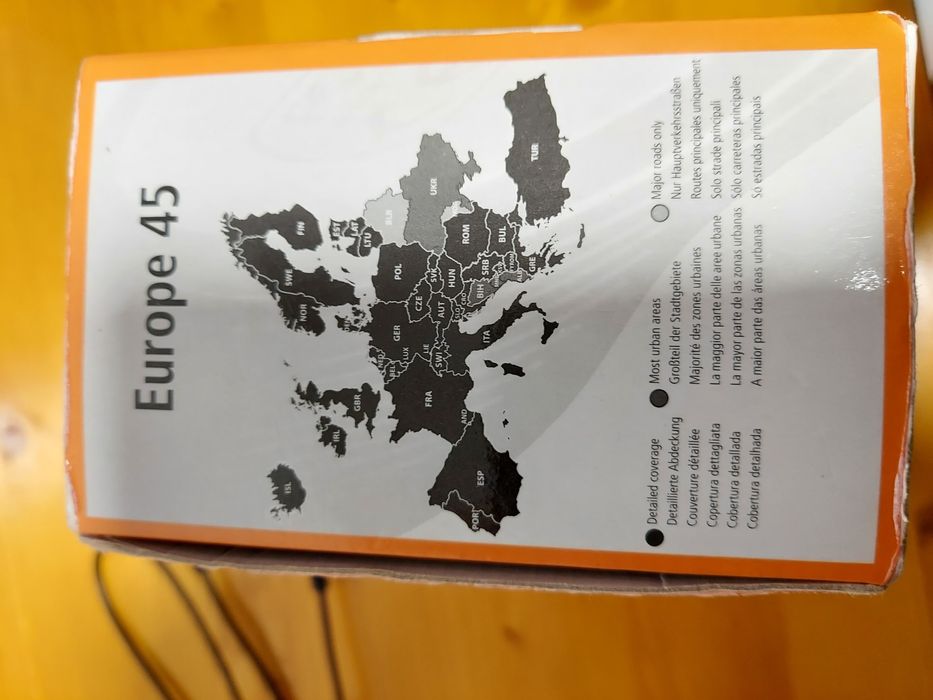 Europe 45
ISL
FIN
SWE
NOR
EST
LAT
LTU
BLR
IRL
GBR
POL
UKR
GER
BEL
LUX
CZE
SVK
FRA
LIE
SWI
AUT
HUN
ROM
AND
ITA
BIH
SRB
BUL
PORT
ESP
GRE
TUR
Detailed coverage
Detaillierte Abdeckung
Couverture détaillée
Copertura dettagliata
Cobertura detallada
Cobertura detalhada
Most urban areas
Großteil der Stadtgebiete
Majorité des zones urbaines
La maggior parte delle aree urbane
La mayor parte de las zonas urbanas
A maior parte das áreas urbanas
Major roads only
Nur Hauptverkehrsstraßen
Routes principales uniquement
Solo strade principali
Sólo carreteras principales
Só estradas principais